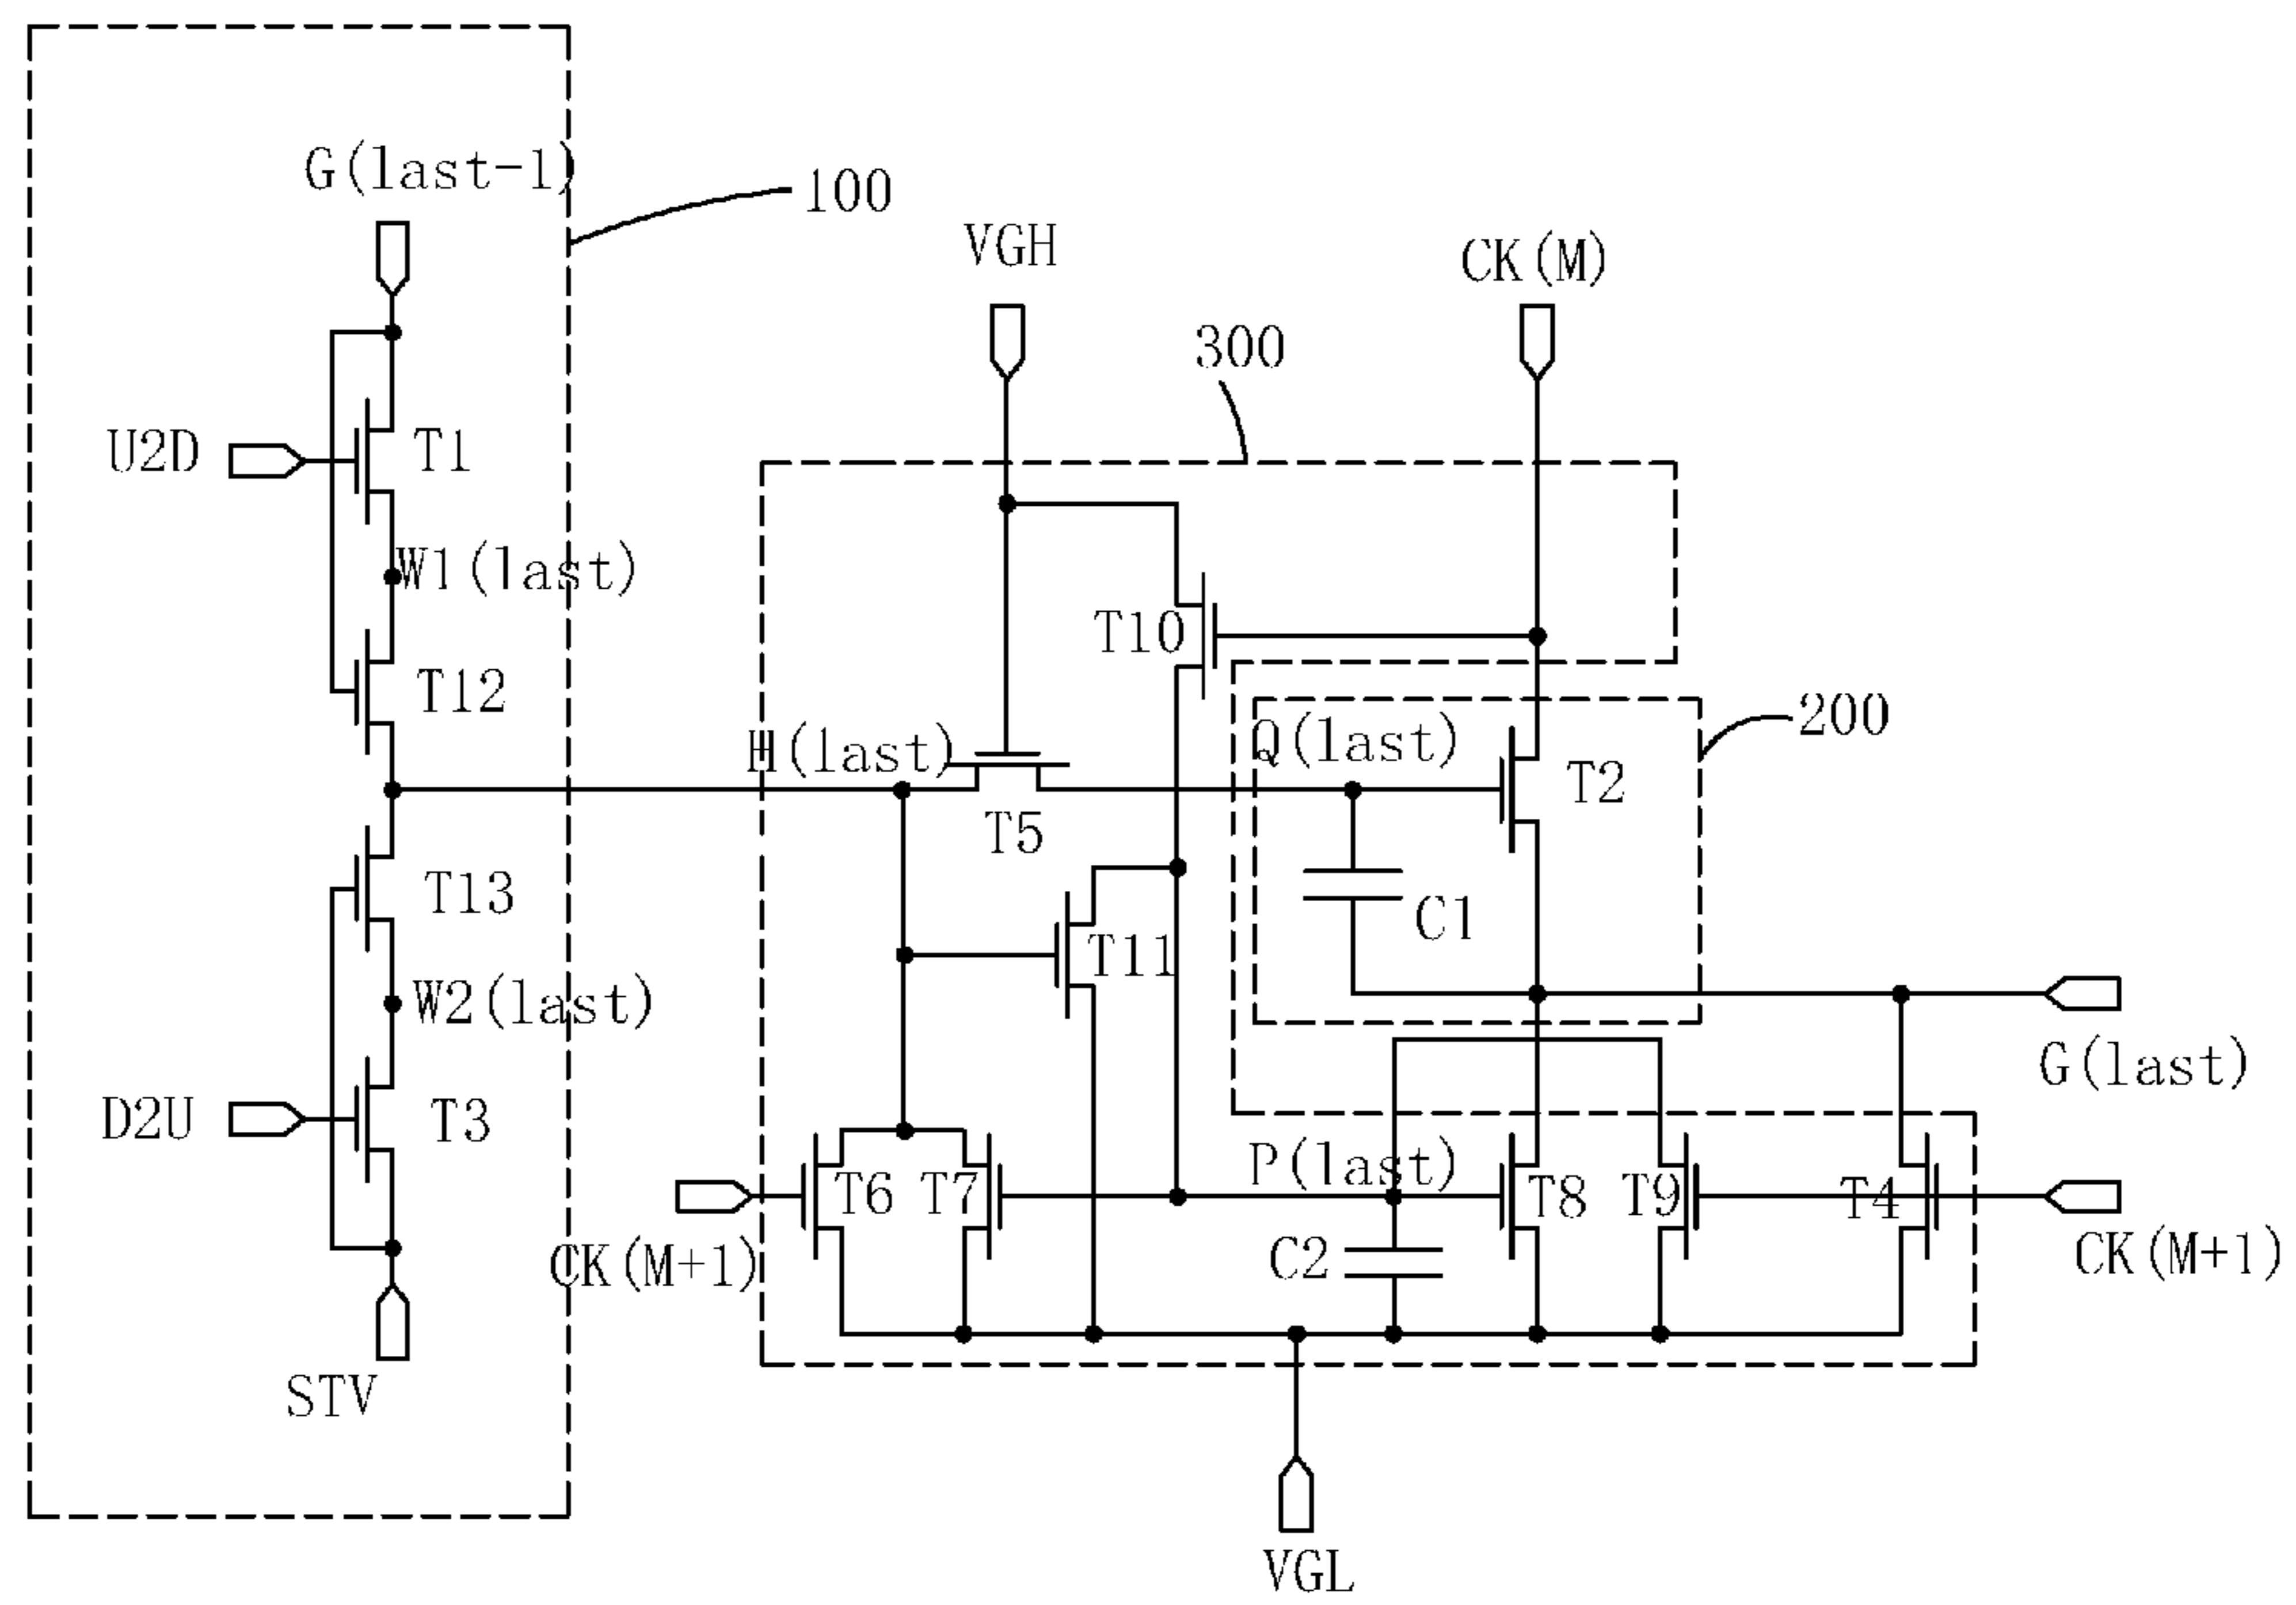 G(last-1)
100
VGH
CK(M)
300
U2D
T1
W1(last)
T10
T12
200
H(last)
Q(last)
T2
T5
T13
C1
T11
W2(last)
G(last)
D2U
T3
P(last)
T6
T7
T8
T9
T4
CK(M+1)
C2
CK(M+1)
STV
VGL